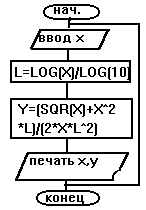 нач.
ввод x
L=LOG(X)/LOG(10)
Y=(SQR(X)+X^2
*L)/(2*X*L^2)
печать x,y
конец